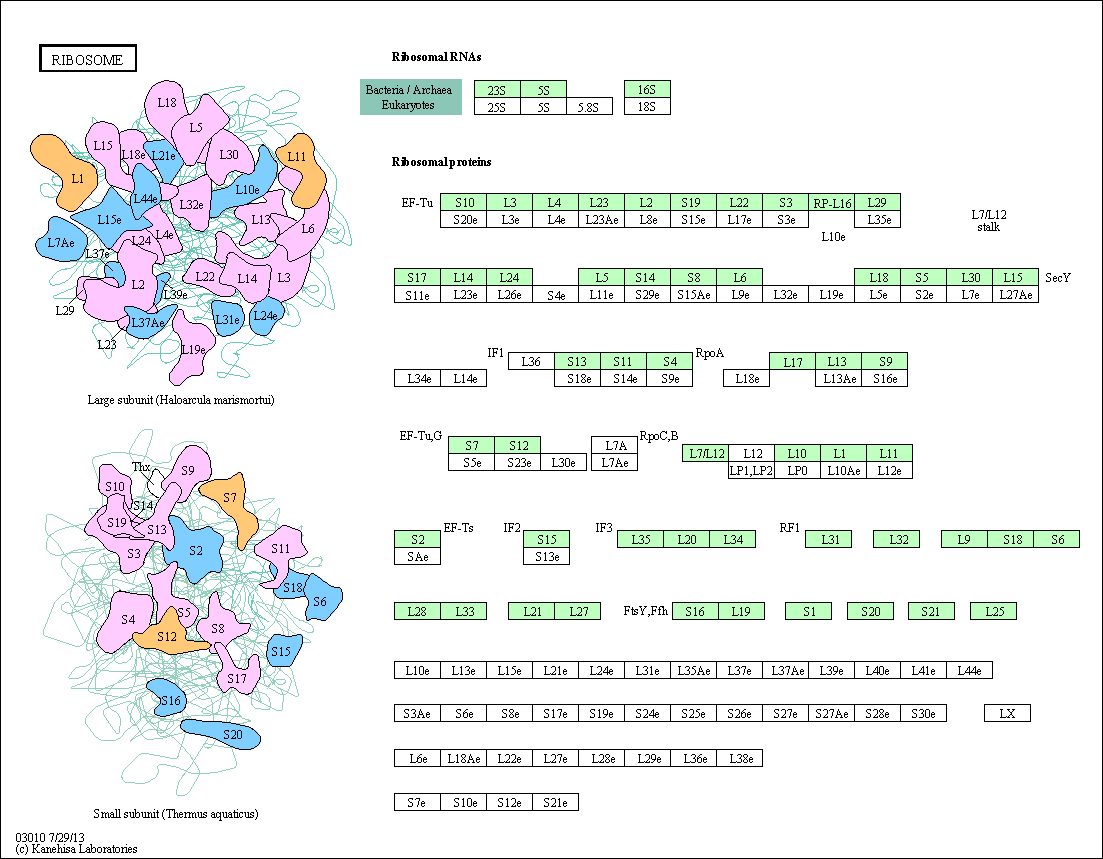 RIBOSOME
Ribosomal RNAs
Bacteria / Archaea 23S 5S 16S
Eukaryotes 25S 5S 5.8S 18S
Ribosomal proteins
EF-Tu S10 L3 L4 L23 L2 S19 L22 S3 RP-L16 L29
S20e L3e L4e L23Ae L8e S15e L17e S3e L35e
L10e
L7/L12
stalk
S17 L14 L24 L5 S14 S8 L6 L18 S5 L30 L15 SecY
S11e L23e L26e S4e L11e S29e S15Ae L9e L32e L19e L5e S2e L7e L27Ae
IF1 L36 S13 S11 S4 RpoA L17 L13 S9
L34e L14e S18e S14e S9e L18e L13Ae S16e
EF-Tu,G S7 S12 L7A RpoC,B L7/L12 L12 L10 L1 L11
S5e S23e L30e L7Ae LP1,LP2 LP0 L10Ae L12e
S2 EF-Ts IF2 S15 IF3 L35 L20 L34 RF1 L31 L32 L9 S18 S6
SAe S13e
L28 L33 L21 L27 FtsY,Ffh S16 L19 S1 S20 S21 L25
L10e L13e L15e L21e L24e L31e L35Ae L37e L37Ae L39e L40e L41e L44e
S3Ae S6e S8e S17e S19e S24e S25e S26e S27e S27Ae S28e S30e LX
L6e L18Ae L22e L27e L28e L29e L36e L38e
S7e S10e S12e S21e
L18
L5
L15
L18e
L21e
L30
L11
L1
L10e
L44e
L32e
L15e
L13
L6
L7Ae
L24
L4e
L37e
L22
L14
L3
L2
L39e
L29
L37Ae
L31e
L24e
L23
L19e
Large subunit (Haloarcula marismortui)
Thx
S9
S10
S7
S14
S19
S13
S3
S2
S11
S18
S6
S4
S5
S8
S12
S15
S17
S16
S20
Small subunit (Thermus aquaticus)
03010 7/29/13
(c) Kanehisa Laboratories